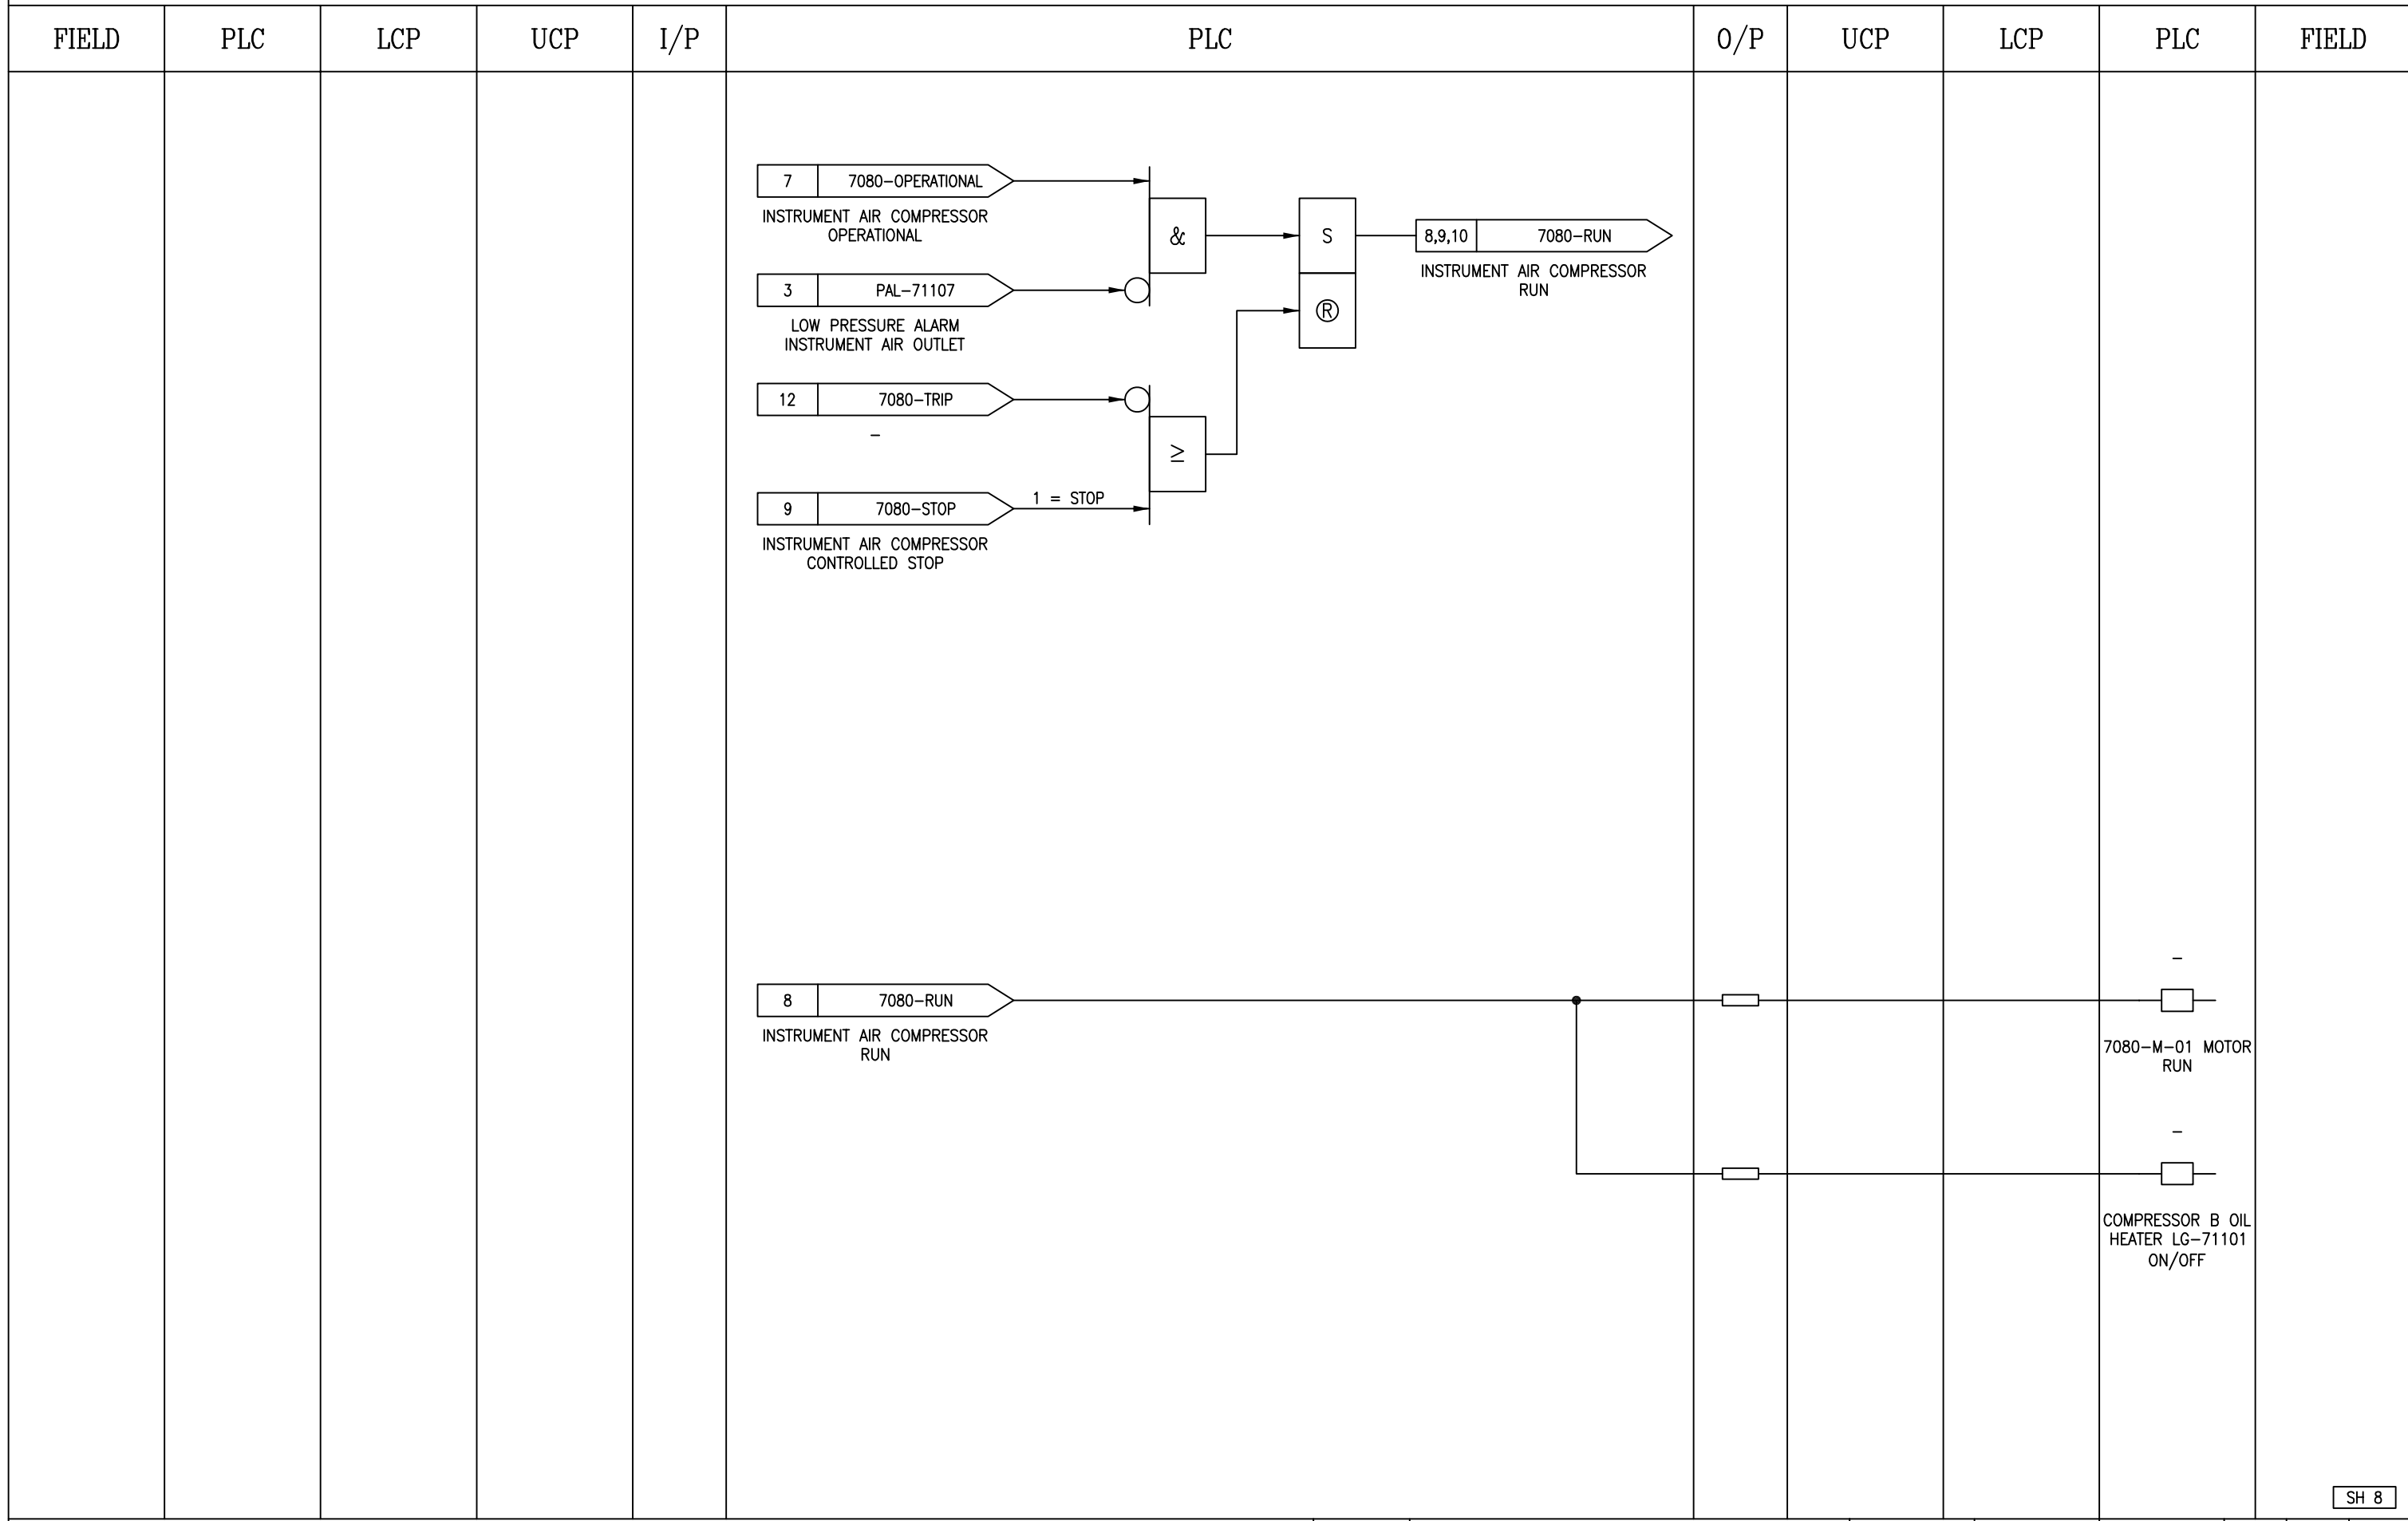 FIELD PLC LCP UCP I/P PLC O/P UCP LCP PLC FIELD
7 7080-OPERATIONAL
INSTRUMENT AIR COMPRESSOR
OPERATIONAL
&
S
8,9,10 7080-RUN
INSTRUMENT AIR COMPRESSOR
RUN
3 PAL-71107
LOW PRESSURE ALARM
INSTRUMENT AIR OUTLET
Ⓡ
12 7080-TRIP
-
≥
9 7080-STOP
1 = STOP
INSTRUMENT AIR COMPRESSOR
CONTROLLED STOP
8 7080-RUN
INSTRUMENT AIR COMPRESSOR
RUN
-
7080-M-01 MOTOR
RUN
-
COMPRESSOR B OIL
HEATER LG-71101
ON/OFF
SH 8